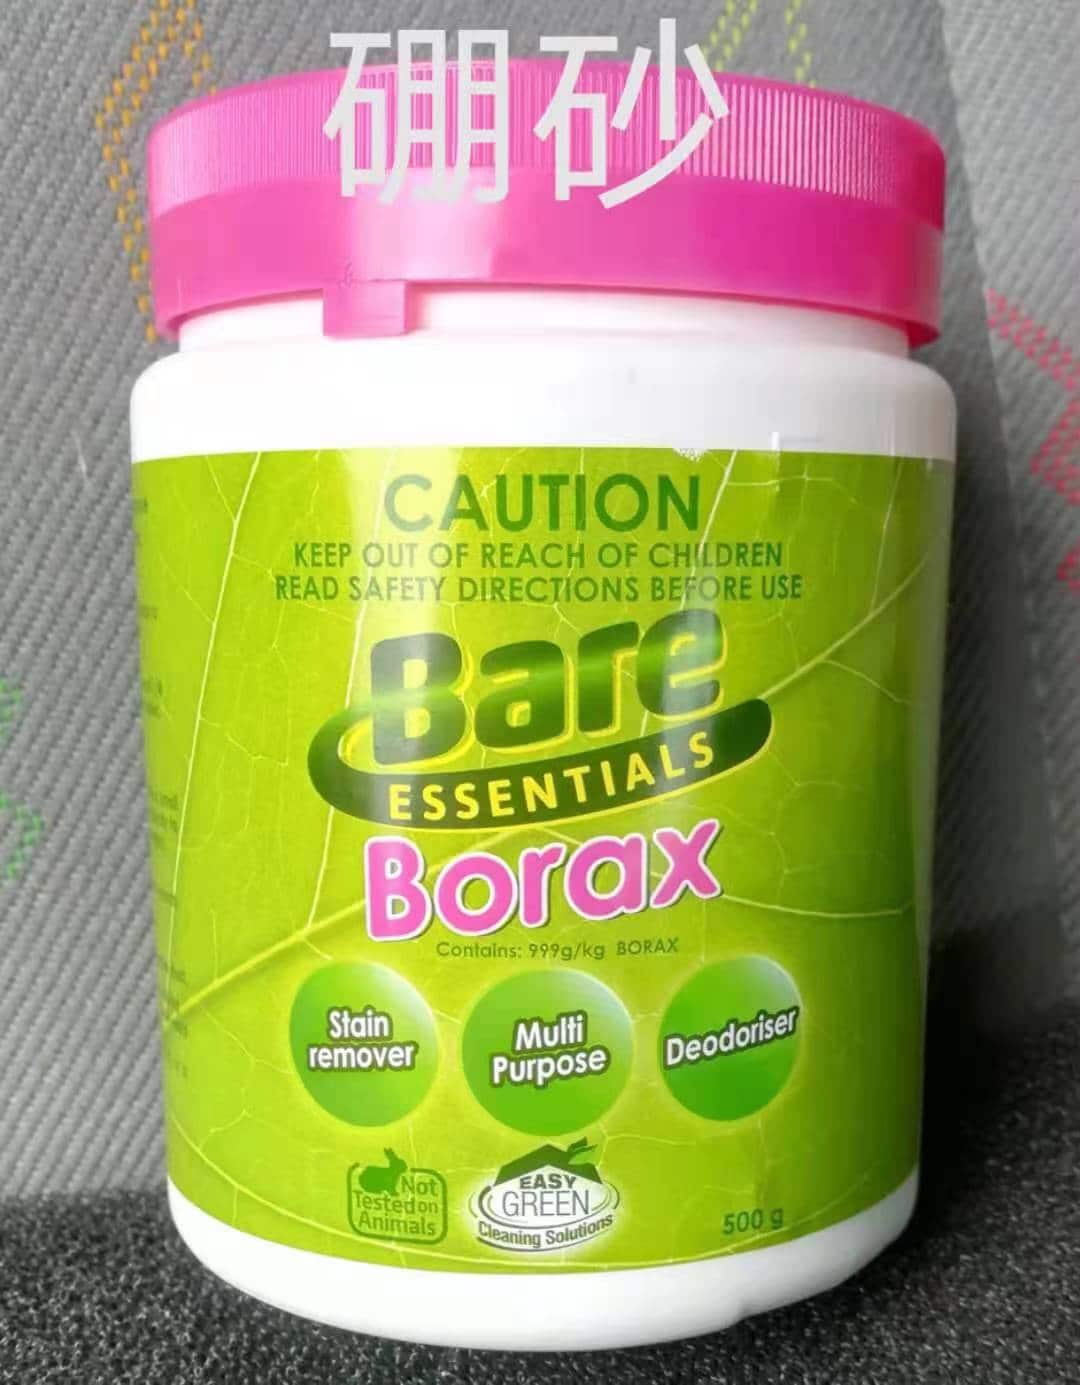 硼砂
CAUTION
KEEP OUT OF REACH OF CHILDREN
READ SAFETY DIRECTIONS BEFORE USE
Bare
ESSENTIALS
Borax
Contains: 999g/kg BORAX
Stain
remover
Multi
Purpose
Deodoriser
Not
Tested on
Animals
EASY
GREEN
Cleaning Solutions
500 g